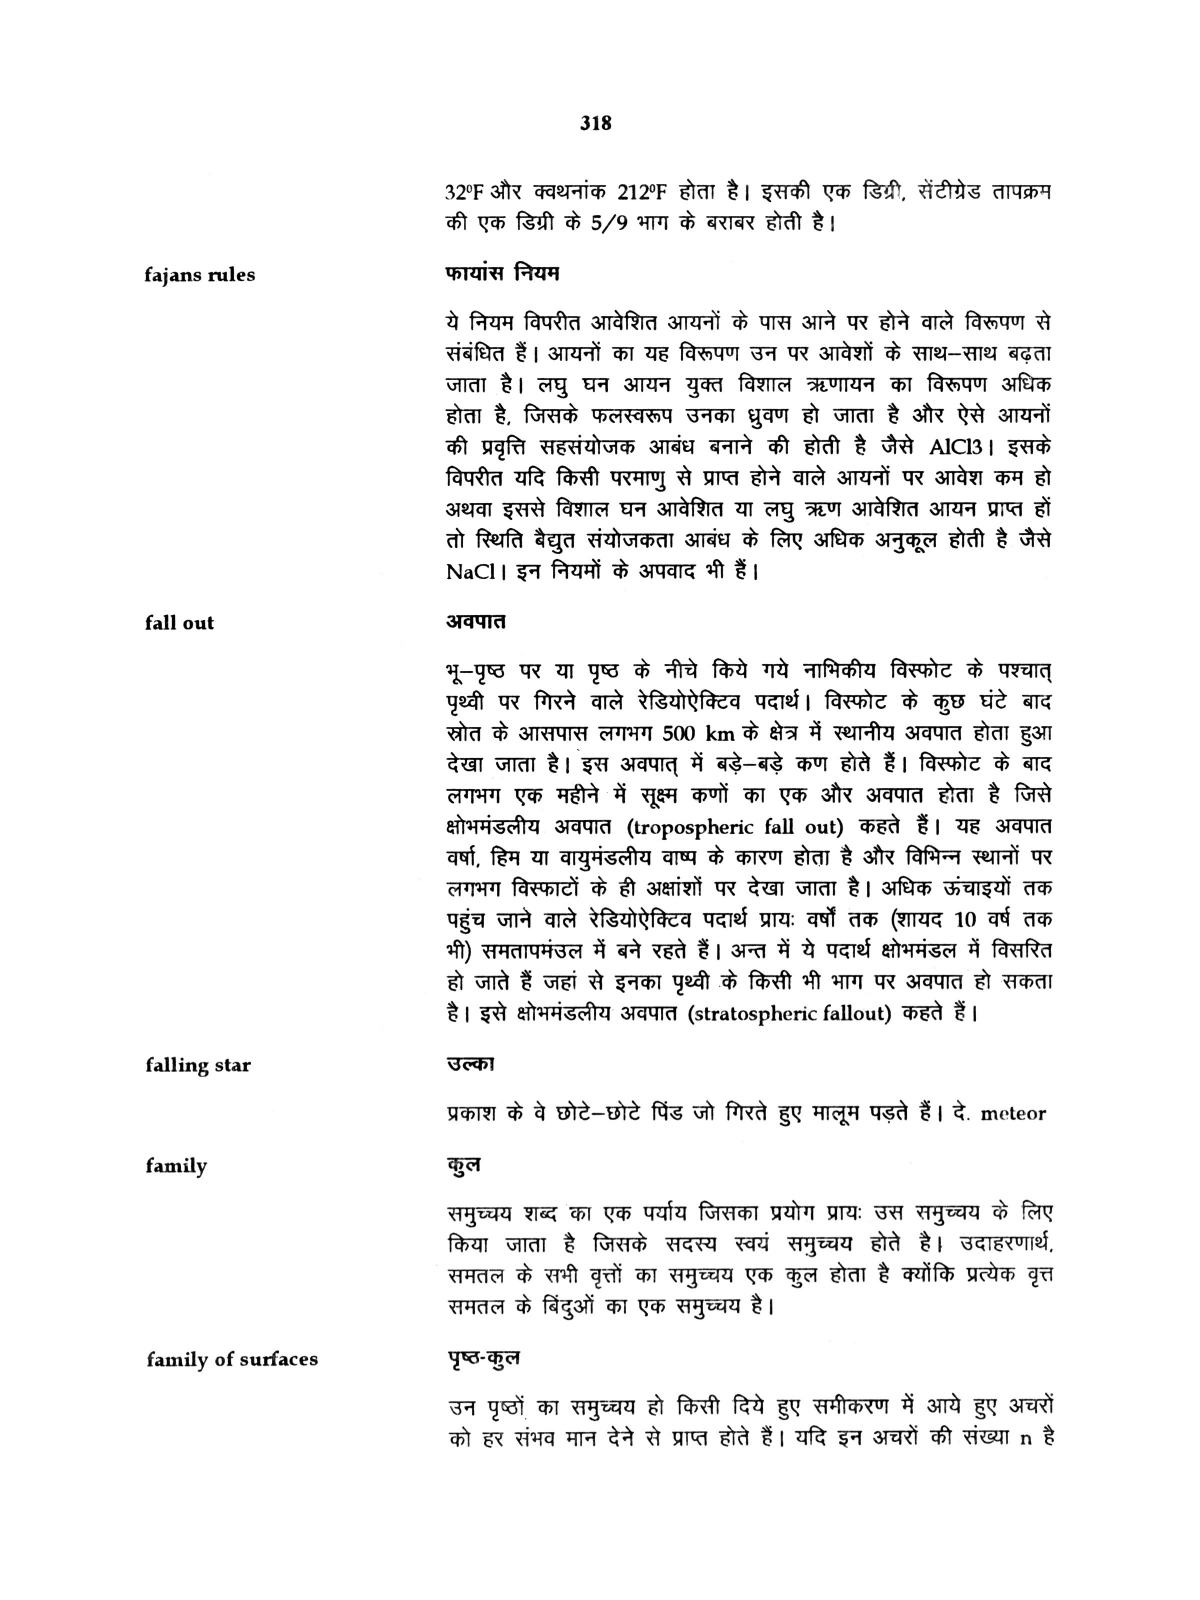 318
32⁰F और क्वथनांक 212⁰F होता है। इसकी एक डिग्री, सेंटीग्रेड तापक्रम
की एक डिग्री के 5/9 भाग के बराबर होती है।
fajans rules फायांस नियम
ये नियम विपरीत आवेशित आयनों के पास आने पर होने वाले विरूपण से
संबंधित हैं। आयनों का यह विरूपण उन पर आवेशों के साथ–साथ बढ़ता
जाता है। लघु घन आयन युक्त विशाल ऋणायन का विरूपण अधिक
होता है, जिसके फलस्वरूप उनका ध्रुवण हो जाता है और ऐसे आयनों
की प्रवृत्ति सहसंयोजक आबंध बनाने की होती है जैसे AlCl3। इसके
विपरीत यदि किसी परमाणु से प्राप्त होने वाले आयनों पर आवेश कम हो
अथवा इससे विशाल घन आवेशित या लघु ऋण आवेशित आयन प्राप्त हों
तो स्थिति बैद्युत संयोजकता आबंध के लिए अधिक अनुकूल होती है जैसे
NaCl। इन नियमों के अपवाद भी हैं।
fall out अवपात
भू–पृष्ठ पर या पृष्ठ के नीचे किये गये नाभिकीय विस्फोट के पश्चात्
पृथ्वी पर गिरने वाले रेडियोऐक्टिव पदार्थ। विस्फोट के कुछ घंटे बाद
स्रोत के आसपास लगभग 500 km के क्षेत्र में स्थानीय अवपात होता हुआ
देखा जाता है। इस अवपात् में बड़े–बड़े कण होते हैं। विस्फोट के बाद
लगभग एक महीने में सूक्ष्म कणों का एक और अवपात होता है जिसे
क्षोभमंडलीय अवपात (tropospheric fall out) कहते हैं। यह अवपात
वर्षा, हिम या वायुमंडलीय वाष्प के कारण होता है और विभिन्न स्थानों पर
लगभग विस्फाटों के ही अक्षांशों पर देखा जाता है। अधिक ऊंचाइयों तक
पहुंच जाने वाले रेडियोऐक्टिव पदार्थ प्रायः वर्षों तक (शायद 10 वर्ष तक
भी) समतापमंउल में बने रहते हैं। अन्त में ये पदार्थ क्षोभमंडल में विसरित
हो जाते हैं जहां से इनका पृथ्वी के किसी भी भाग पर अवपात हो सकता
है। इसे क्षोभमंडलीय अवपात (stratospheric fallout) कहते हैं।
falling star उल्का
प्रकाश के वे छोटे–छोटे पिंड जो गिरते हुए मालूम पड़ते हैं। दे. meteor
family कुल
समुच्चय शब्द का एक पर्याय जिसका प्रयोग प्रायः उस समुच्चय के लिए
किया जाता है जिसके सदस्य स्वयं समुच्चय होते है। उदाहरणार्थ,
समतल के सभी वृत्तों का समुच्चय एक कुल होता है क्योंकि प्रत्येक वृत्त
समतल के बिंदुओं का एक समुच्चय है।
family of surfaces पृष्ठ-कुल
उन पृष्ठों का समुच्चय हो किसी दिये हुए समीकरण में आये हुए अचरों
को हर संभव मान देने से प्राप्त होते हैं। यदि इन अचरों की संख्या n है